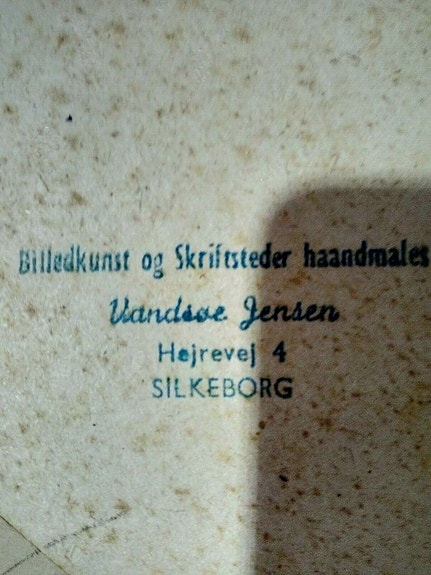 Billedkunst og Skriftsteder haandmales
Vandsøe Jensen
Hejrevej 4
SILKEBORG